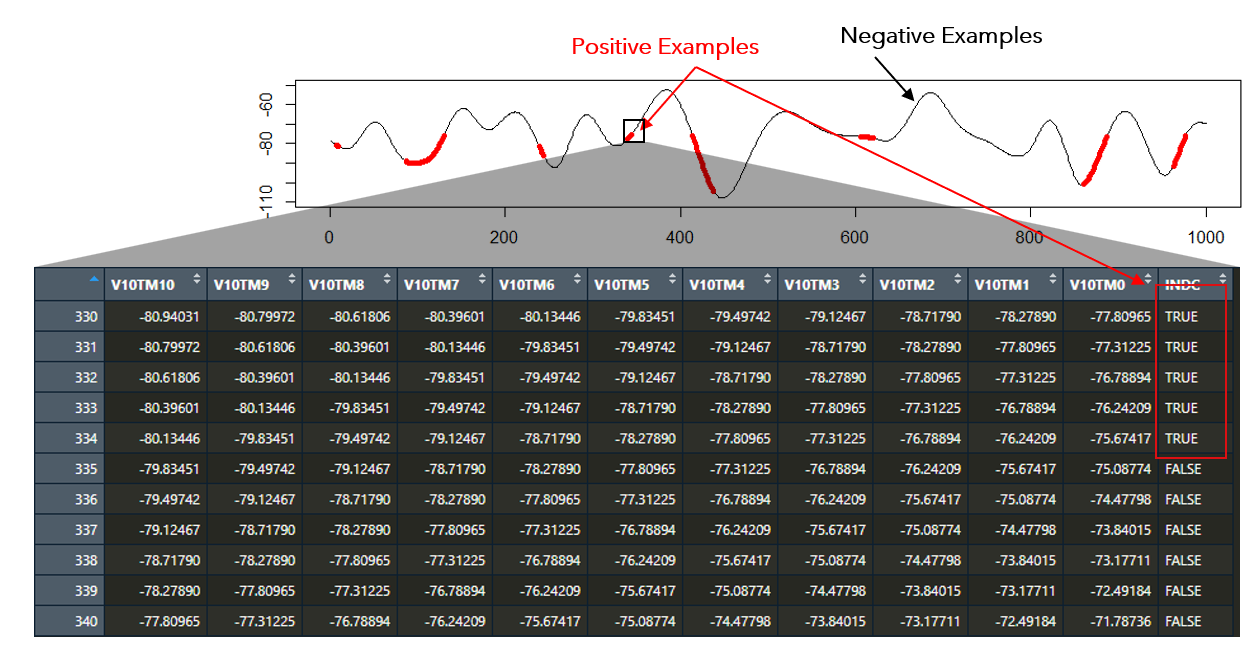 Positive Examples
Negative Examples
-60
-80
-110
0 200 400 600 800 1000
V10TM10 V10TM9 V10TM8 V10TM7 V10TM6 V10TM5 V10TM4 V10TM3 V10TM2 V10TM1 V10TM0 INDC
330 -80.94031 -80.79972 -80.61806 -80.39601 -80.13446 -79.83451 -79.49742 -79.12467 -78.71790 -78.27890 -77.80965 TRUE
331 -80.79972 -80.61806 -80.39601 -80.13446 -79.83451 -79.49742 -79.12467 -78.71790 -78.27890 -77.80965 -77.31225 TRUE
332 -80.61806 -80.39601 -80.13446 -79.83451 -79.49742 -79.12467 -78.71790 -78.27890 -77.80965 -77.31225 -76.78894 TRUE
333 -80.39601 -80.13446 -79.83451 -79.49742 -79.12467 -78.71790 -78.27890 -77.80965 -77.31225 -76.78894 -76.24209 TRUE
334 -80.13446 -79.83451 -79.49742 -79.12467 -78.71790 -78.27890 -77.80965 -77.31225 -76.78894 -76.24209 -75.67417 TRUE
335 -79.83451 -79.49742 -79.12467 -78.71790 -78.27890 -77.80965 -77.31225 -76.78894 -76.24209 -75.67417 -75.08774 FALSE
336 -79.49742 -79.12467 -78.71790 -78.27890 -77.80965 -77.31225 -76.78894 -76.24209 -75.67417 -75.08774 -74.47798 FALSE
337 -79.12467 -78.71790 -78.27890 -77.80965 -77.31225 -76.78894 -76.24209 -75.67417 -75.08774 -74.47798 -73.84015 FALSE
338 -78.71790 -78.27890 -77.80965 -77.31225 -76.78894 -76.24209 -75.67417 -75.08774 -74.47798 -73.84015 -73.17711 FALSE
339 -78.27890 -77.80965 -77.31225 -76.78894 -76.24209 -75.67417 -75.08774 -74.47798 -73.84015 -73.17711 -72.49184 FALSE
340 -77.80965 -77.31225 -76.78894 -76.24209 -75.67417 -75.08774 -74.47798 -73.84015 -73.17711 -72.49184 -71.78736 FALSE